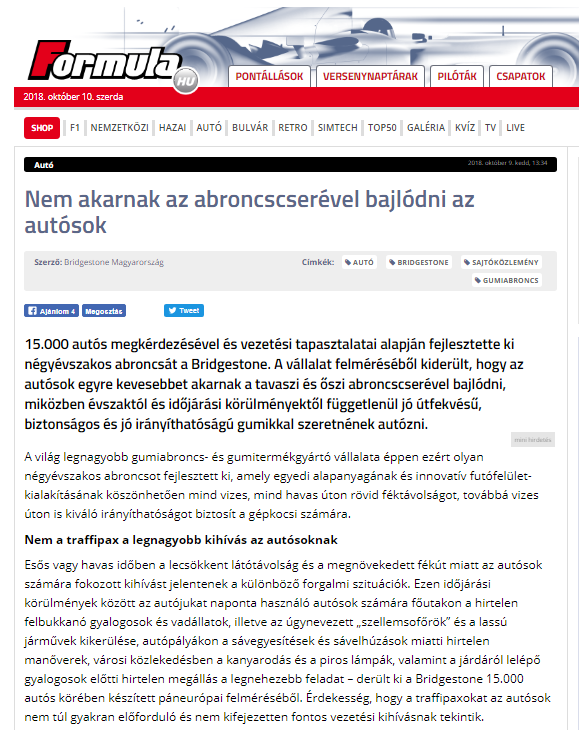 Formula
HU
PONTÁLLÁSOK
VERSENYNAPTÁRAK
PILÓTÁK
CSAPATOK
2018. október 10. szerda
SHOP F1 NEMZETKÖZI HAZAI AUTÓ BULVÁR RETRO SIMTECH TOP50 GALÉRIA KVÍZ TV LIVE
Autó 2018. október 9. kedd, 13:34
Nem akarnak az abroncscserével bajlódni az
autósok
Szerző: Bridgestone Magyarország Címkék: AUTÓ BRIDGESTONE SAJTÓKÖZLEMÉNY
GUMIABRONCS
Ajánlom 4 Megosztás Tweet
15.000 autós megkérdezésével és vezetési tapasztalatai alapján fejlesztette ki
négyévszakos abroncsát a Bridgestone. A vállalat felméréséből kiderült, hogy az
autósok egyre kevesebbet akarnak a tavaszi és őszi abroncscserével bajlódni,
miközben évszaktól és időjárási körülményektől függetlenül jó útfekvésű,
biztonságos és jó irányíthatóságú gumikkal szeretnének autózni.
mini hirdetés
A világ legnagyobb gumiabroncs- és gumitermékgyártó vállalata éppen ezért olyan
négyévszakos abroncsot fejlesztett ki, amely egyedi alapanyagának és innovatív futófelület-
kialakításának köszönhetően mind vizes, mind havas úton rövid féktávolságot, továbbá vizes
úton is kiváló irányíthatóságot biztosít a gépkocsi számára.
Nem a traffipax a legnagyobb kihívás az autósoknak
Esős vagy havas időben a lecsökkent látótávolság és a megnövekedett fékút miatt az autósok
számára fokozott kihívást jelentenek a különböző forgalmi szituációk. Ezen időjárási
körülmények között az autójukat naponta használó autósok számára főutakon a hirtelen
felbukkanó gyalogosok és vadállatok, illetve az úgynevezett „szellemsofőrök” és a lassú
járművek kikerülése, autópályákon a sávegyesítések és sávelhúzások miatti hirtelen
manőverek, városi közlekedésben a kanyarodás és a piros lámpák, valamint a járdáról lelépő
gyalogosok előtti hirtelen megállás a legnehezebb feladat – derült ki a Bridgestone 15.000
autós körében készített páneurópai felméréséből. Érdekesség, hogy a traffipaxokat az autósok
nem túl gyakran előforduló és nem kifejezetten fontos vezetési kihívásnak tekintik.